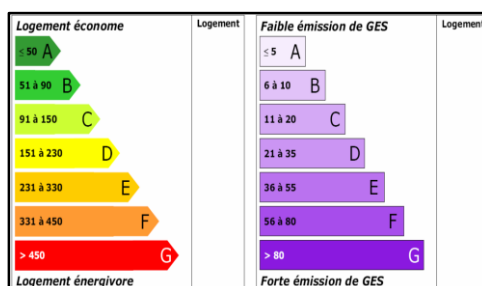 Logement économe
Logement
≤ 50 A
51 à 90 B
91 à 150 C
151 à 230 D
231 à 330 E
331 à 450 F
> 450 G
Logement énergivore
Faible émission de GES
Logement
≤ 5 A
6 à 10 B
11 à 20 C
21 à 35 D
36 à 55 E
56 à 80 F
> 80 G
Forte émission de GES